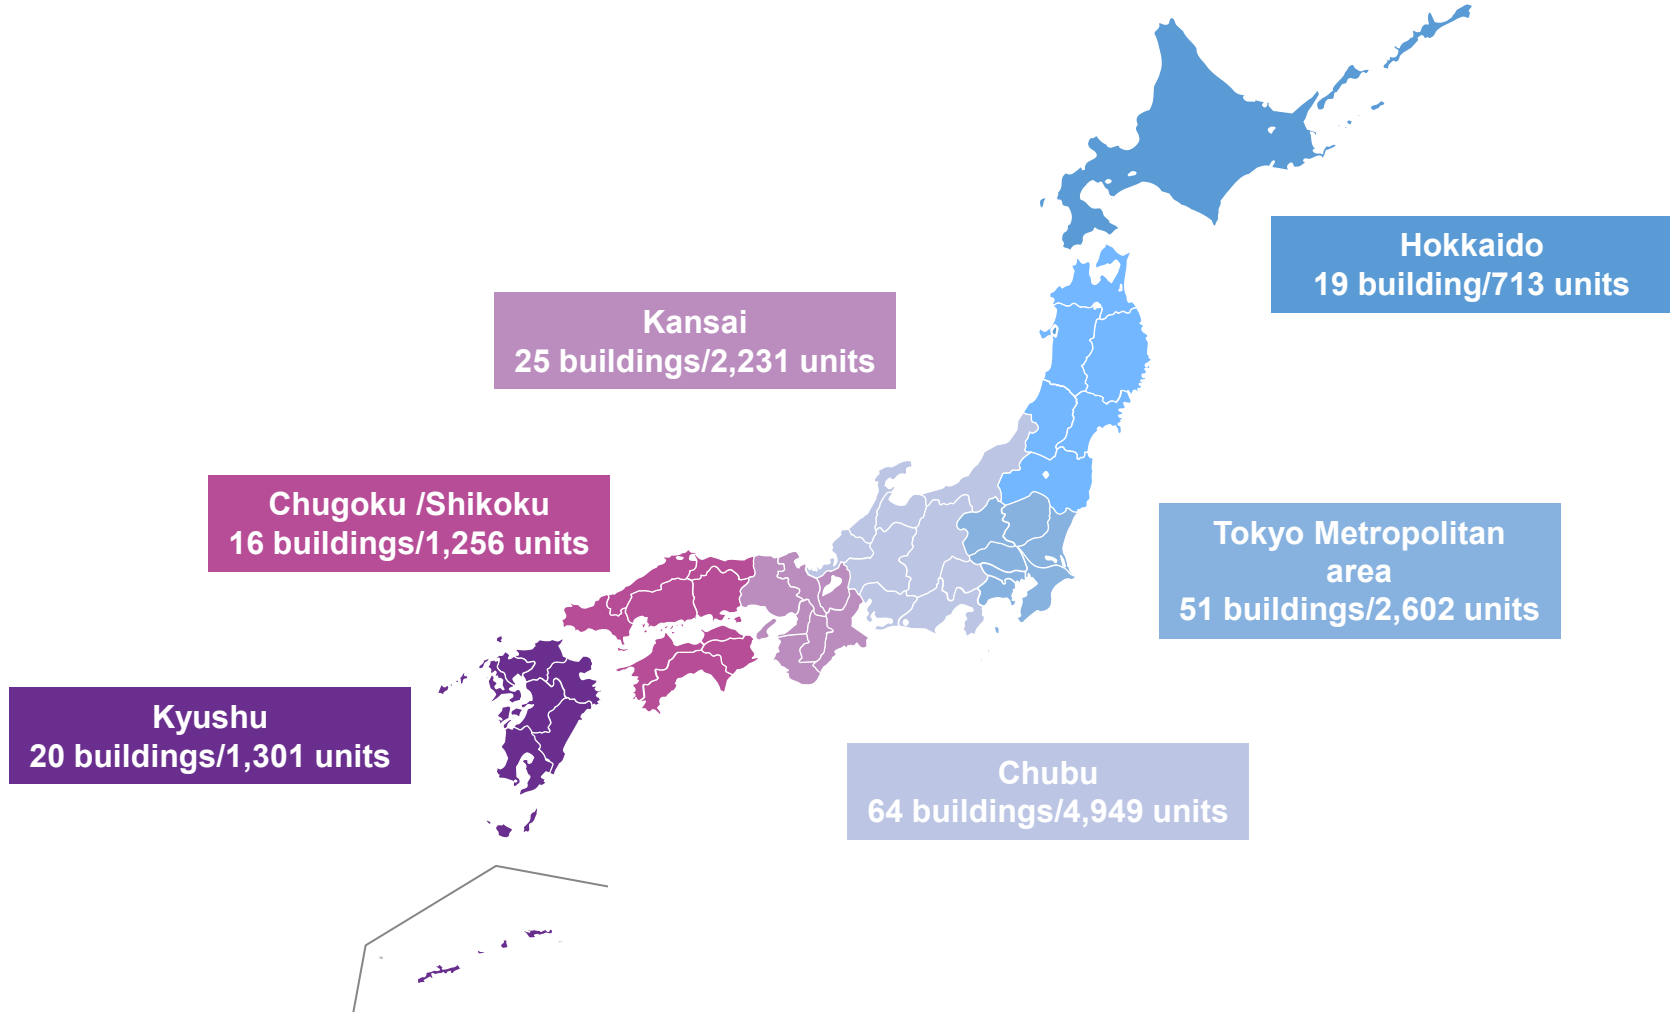 Hokkaido
19 building/713 units
Kansai
25 buildings/2,231 units
Chugoku /Shikoku
16 buildings/1,256 units
Tokyo Metropolitan
area
51 buildings/2,602 units
Kyushu
20 buildings/1,301 units
Chubu
64 buildings/4,949 units